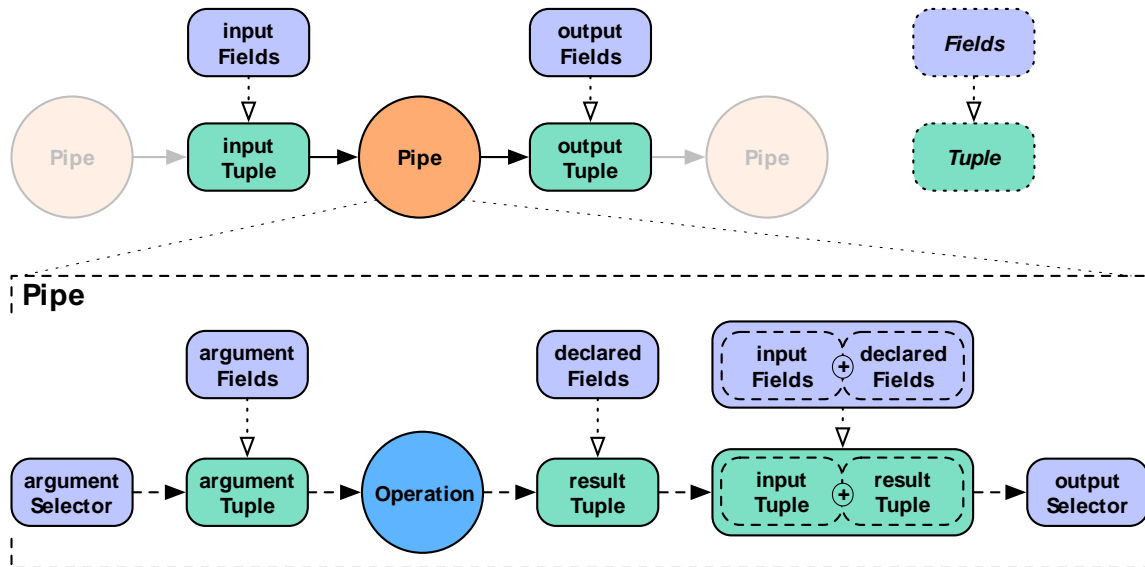 input
Fields
output
Fields
Fields
Pipe
input
Tuple
Pipe
output
Tuple
Pipe
Tuple
Pipe
argument
Fields
declared
Fields
input
Fields
+
declared
Fields
argument
Selector
argument
Tuple
Operation
result
Tuple
input
Tuple
+
result
Tuple
output
Selector